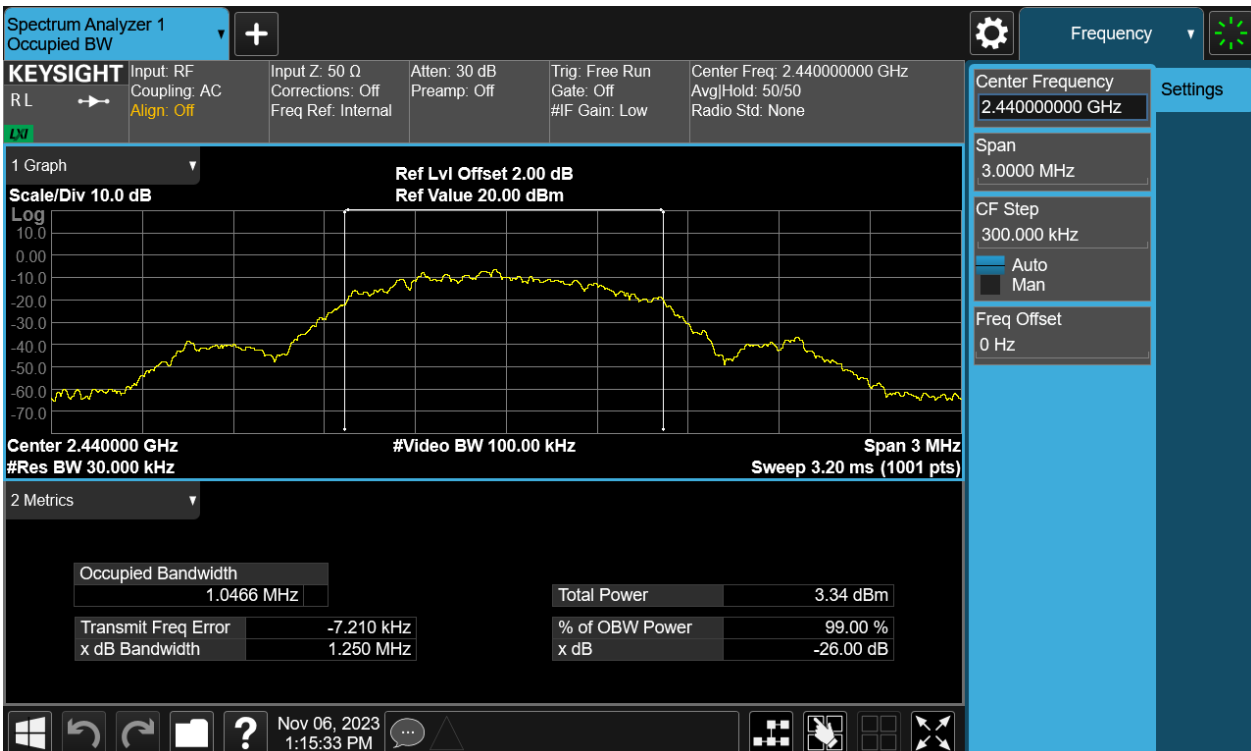 Spectrum Analyzer 1
Occupied BW
+
Frequency
KEYSIGHT
R L
LXI
Input: RF
Coupling: AC
Align: Off
Input Z: 50 Ω
Corrections: Off
Freq Ref: Internal
Atten: 30 dB
Preamp: Off
Trig: Free Run
Gate: Off
#IF Gain: Low
Center Freq: 2.440000000 GHz
Avg|Hold: 50/50
Radio Std: None
Center Frequency
2.440000000 GHz
Settings
Span
3.0000 MHz
CF Step
300.000 kHz
Auto
Man
Freq Offset
0 Hz
1 Graph
Ref Lvl Offset 2.00 dB
Scale/Div 10.0 dB Ref Value 20.00 dBm
Log
10.0
0.00
-10.0
-20.0
-30.0
-40.0
-50.0
-60.0
-70.0
Center 2.440000 GHz #Video BW 100.00 kHz Span 3 MHz
#Res BW 30.000 kHz Sweep 3.20 ms (1001 pts)
2 Metrics
Occupied Bandwidth
1.0466 MHz
Total Power 3.34 dBm
Transmit Freq Error -7.210 kHz % of OBW Power 99.00 %
x dB Bandwidth 1.250 MHz x dB -26.00 dB
?
Nov 06, 2023
1:15:33 PM